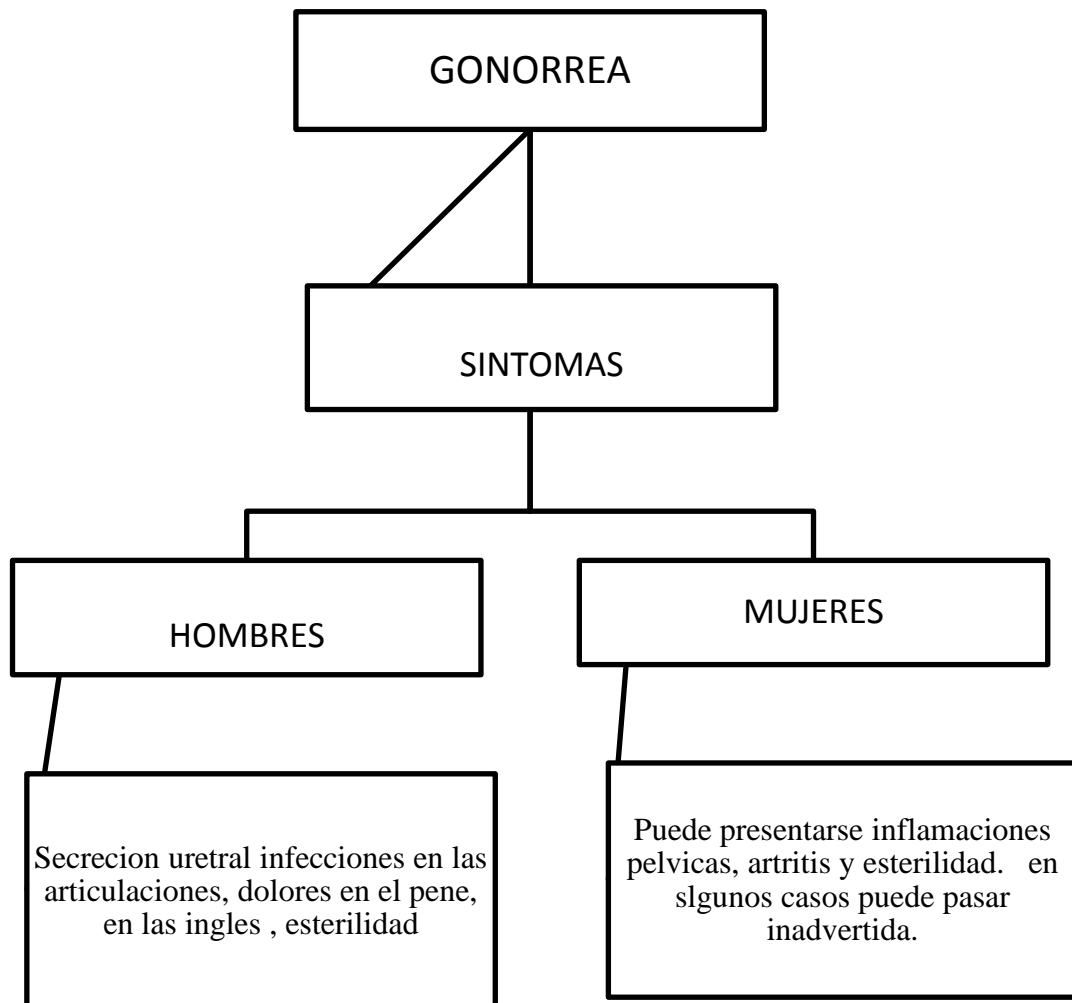 GONORREA
SINTOMAS
HOMBRES
MUJERES
Secrecion uretral infecciones en las
articulaciones, dolores en el pene,
en las ingles , esterilidad
Puede presentarse inflamaciones
pelvicas, artritis y esterilidad.   en
slgunos casos puede pasar
inadvertida.